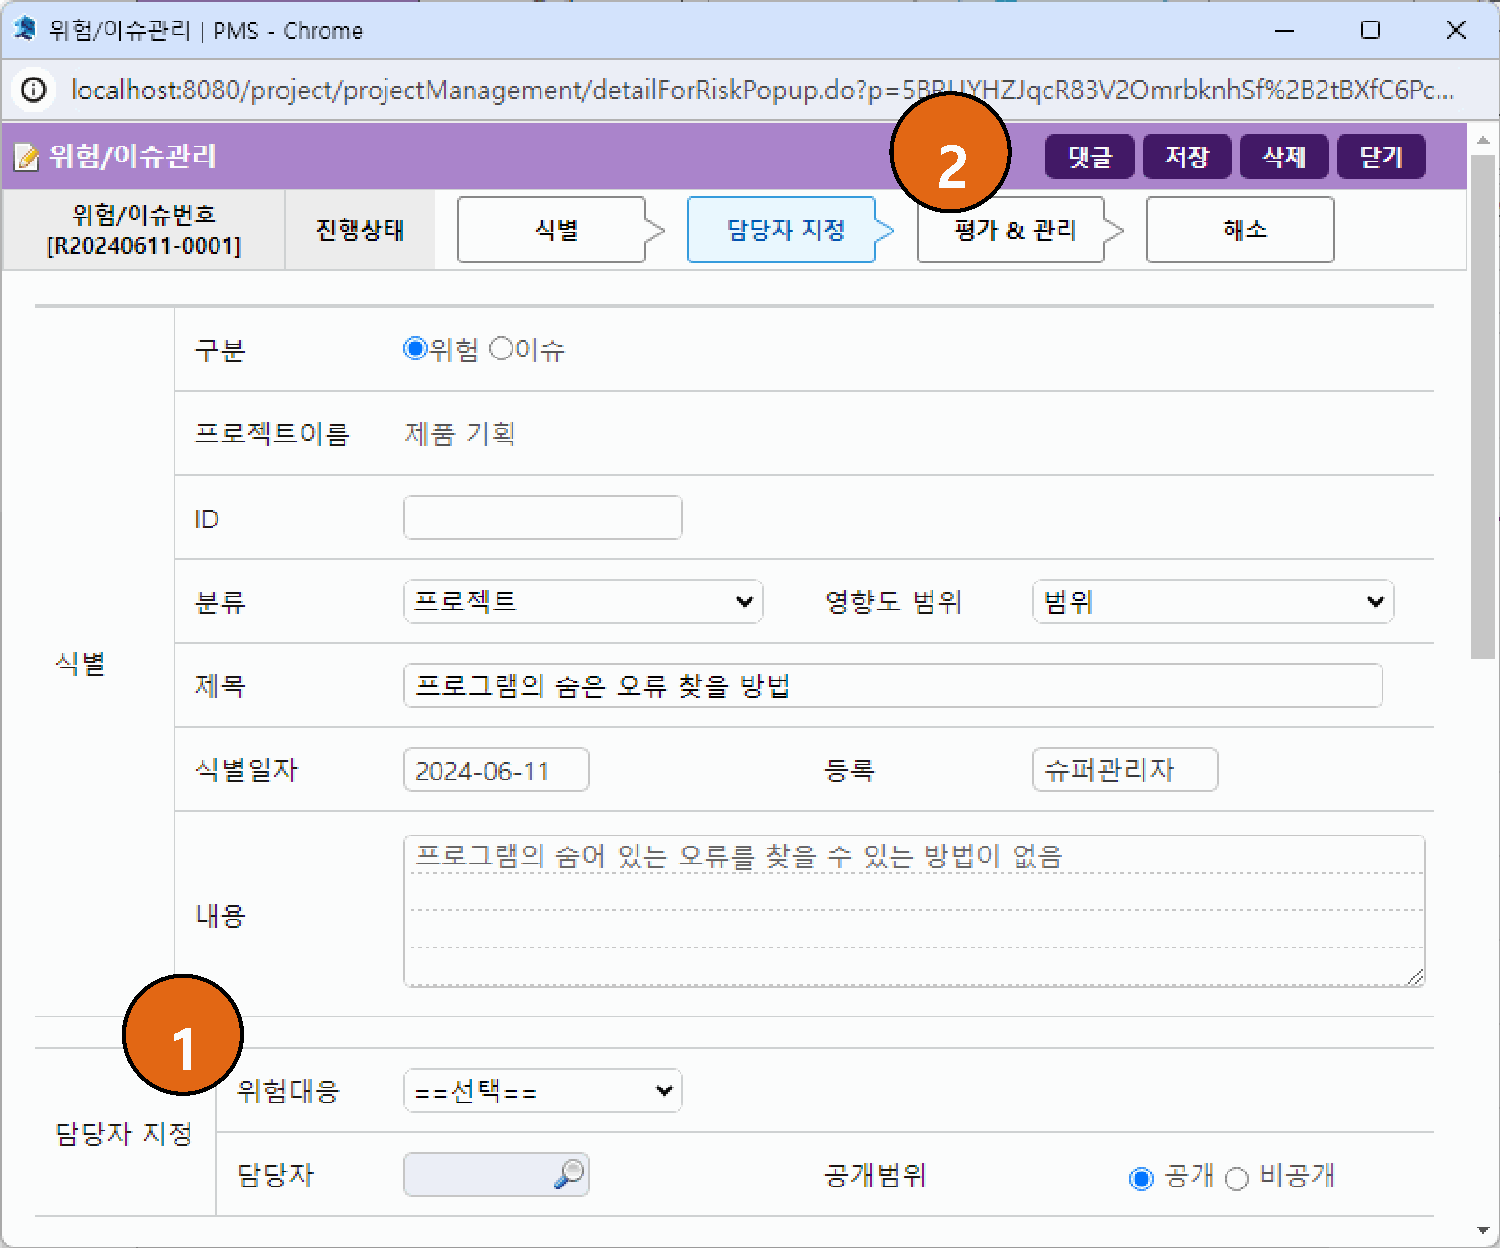 위험/이슈관리 | PMS - Chrome
위험/이슈관리
2
댓글 저장 삭제 닫기
위험/이슈번호
[R20240611-0001]
진행상태 식별 담당자 지정 평가 & 관리 해소
식별
구분 위험 이슈
프로젝트이름 제품 기획
ID
분류 프로젝트 영향도 범위 범위
제목 프로그램의 숨은 오류 찾을 방법
식별일자 2024-06-11 등록 슈퍼관리자
내용 프로그램의 숨어 있는 오류를 찾을 수 있는 방법이 없음
1
담당자 지정
위험대응 ==선택==
담당자 공개범위 공개 비공개